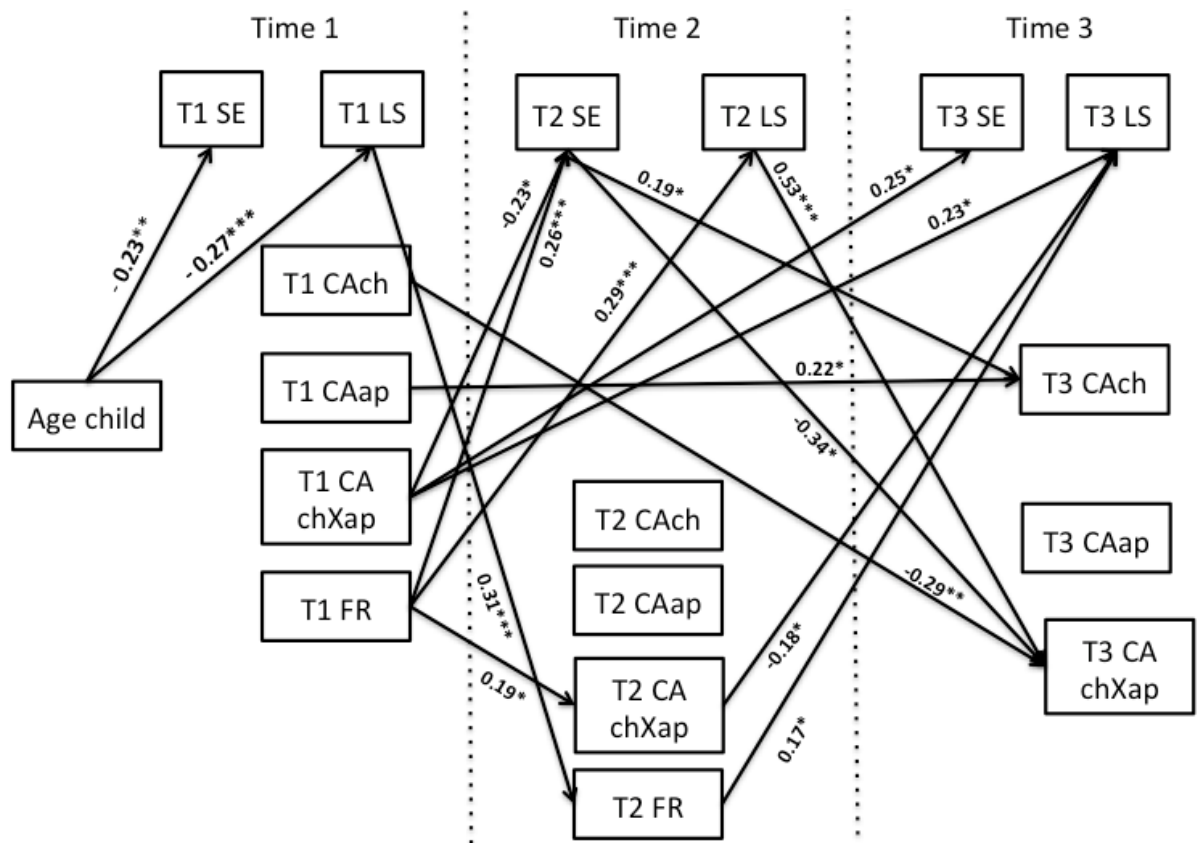 Time 1
Time 2
Time 3
T1 SE
T1 LS
T2 SE
T2 LS
T3 SE
T3 LS
- 0.23**
- 0.27***
-0.23*
0.26***
0.29***
0.19*
0.53***
0.25*
0.23*
T1 CAch
T1 CAap
0.22*
T3 CAch
Age child
-0.34*
T1 CA
chXap
T2 CAch
T3 CAap
T1 FR
0.31***
T2 CAap
-0.29**
0.19*
T2 CA
chXap
-0.18*
T3 CA
chXap
0.17*
T2 FR